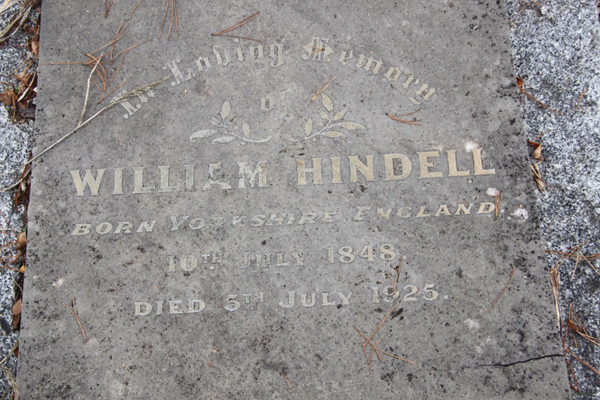 In Loving Memory
of
WILLIAM HINDELL
BORN YORKSHIRE ENGLAND
10TH JULY 1848.
DIED 5TH JULY 1925.